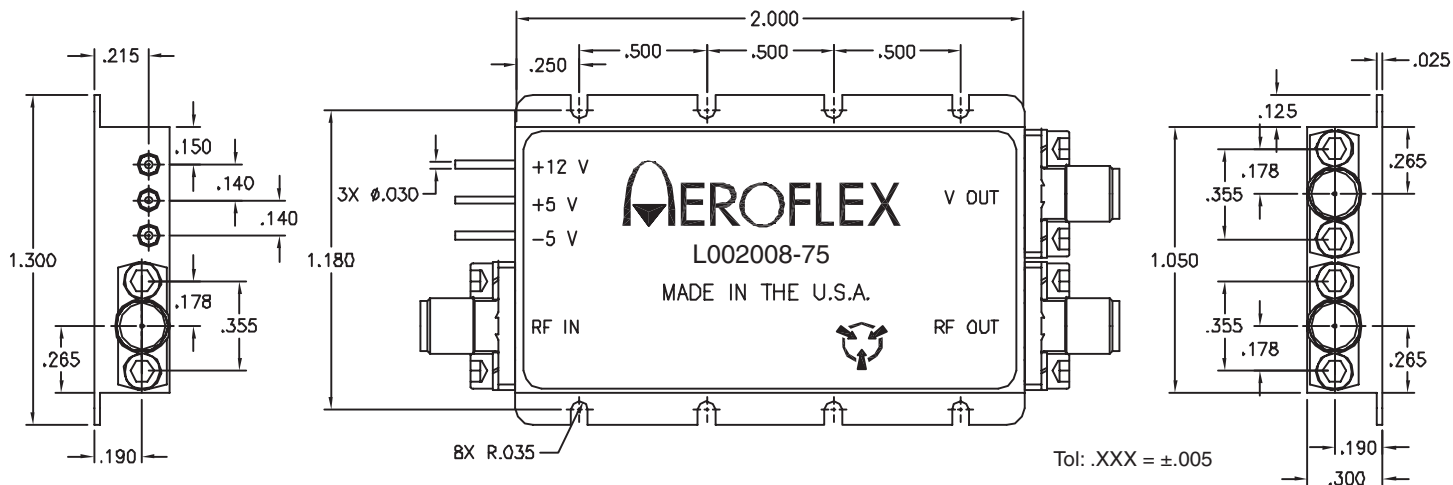 2.000
.500 .500 .500
.250
.215
.150
.140
.140
1.300
.178
.355
.265
.190
3X Ø.030
1.180
+12 V
+5 V
-5 V
RF IN
AEROFLEX
L002008-75
MADE IN THE U.S.A.
V OUT
RF OUT
8X R.035
.025
.125
.265
.178
.355
1.050
.355
.178
.265
.190
.300
Tol: .XXX = ±.005